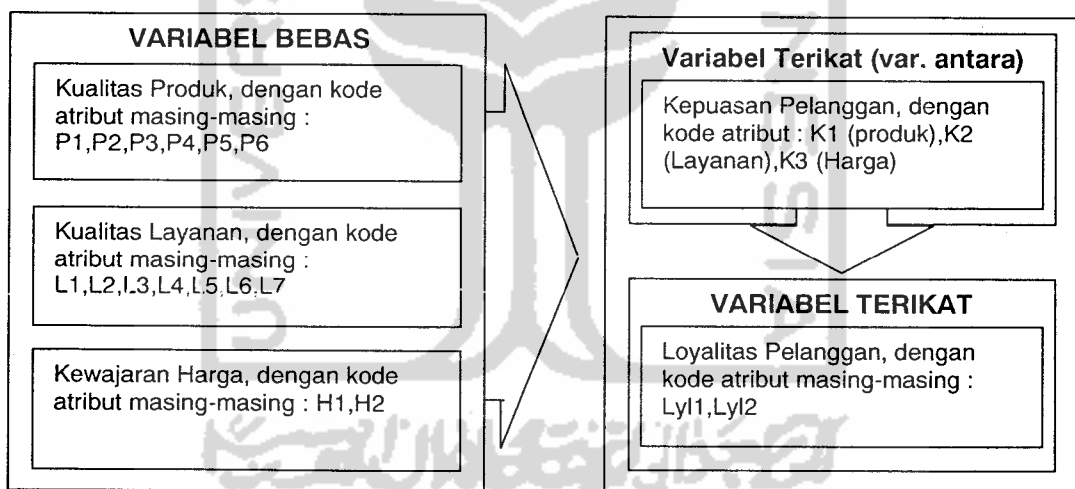 VARIABEL BEBAS
Kualitas Produk, dengan kode
atribut masing-masing :
P1,P2,P3,P4,P5,P6
Kualitas Layanan, dengan kode
atribut masing-masing :
L1,L2,L3,L4,L5,L6,L7
Kewajaran Harga, dengan kode
atribut masing-masing : H1,H2
Variabel Terikat (var. antara)
Kepuasan Pelanggan, dengan
kode atribut : K1 (produk),K2
(Layanan),K3 (Harga)
VARIABEL TERIKAT
Loyalitas Pelanggan, dengan
kode atribut masing-masing :
Lyl1,Lyl2